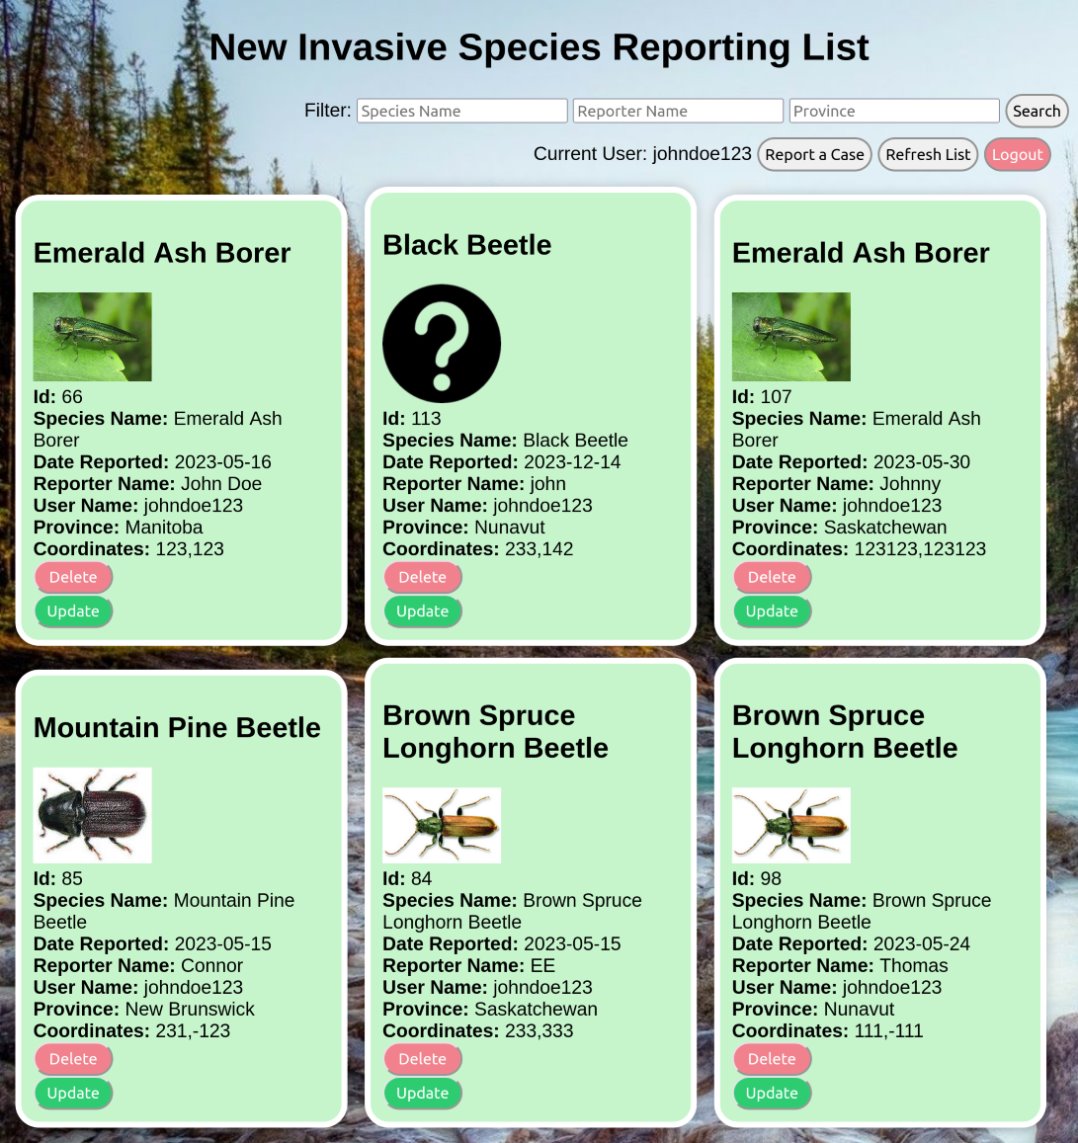 New Invasive Species Reporting List
Filter: Species Name Reporter Name Province Search
Current User: johndoe123 Report a Case Refresh List Logout
Emerald Ash Borer
Id: 66
Species Name: Emerald Ash
Borer
Date Reported: 2023-05-16
Reporter Name: John Doe
User Name: johndoe123
Province: Manitoba
Coordinates: 123,123
Delete
Update
Black Beetle
?
Id: 113
Species Name: Black Beetle
Date Reported: 2023-12-14
Reporter Name: john
User Name: johndoe123
Province: Nunavut
Coordinates: 233,142
Delete
Update
Emerald Ash Borer
Id: 107
Species Name: Emerald Ash
Borer
Date Reported: 2023-05-30
Reporter Name: Johnny
User Name: johndoe123
Province: Saskatchewan
Coordinates: 123123,123123
Delete
Update
Mountain Pine Beetle
Id: 85
Species Name: Mountain Pine
Beetle
Date Reported: 2023-05-15
Reporter Name: Connor
User Name: johndoe123
Province: New Brunswick
Coordinates: 231,-123
Delete
Update
Brown Spruce
Longhorn Beetle
Id: 84
Species Name: Brown Spruce
Longhorn Beetle
Date Reported: 2023-05-15
Reporter Name: EE
User Name: johndoe123
Province: Saskatchewan
Coordinates: 233,333
Delete
Update
Brown Spruce
Longhorn Beetle
Id: 98
Species Name: Brown Spruce
Longhorn Beetle
Date Reported: 2023-05-24
Reporter Name: Thomas
User Name: johndoe123
Province: Nunavut
Coordinates: 111,-111
Delete
Update